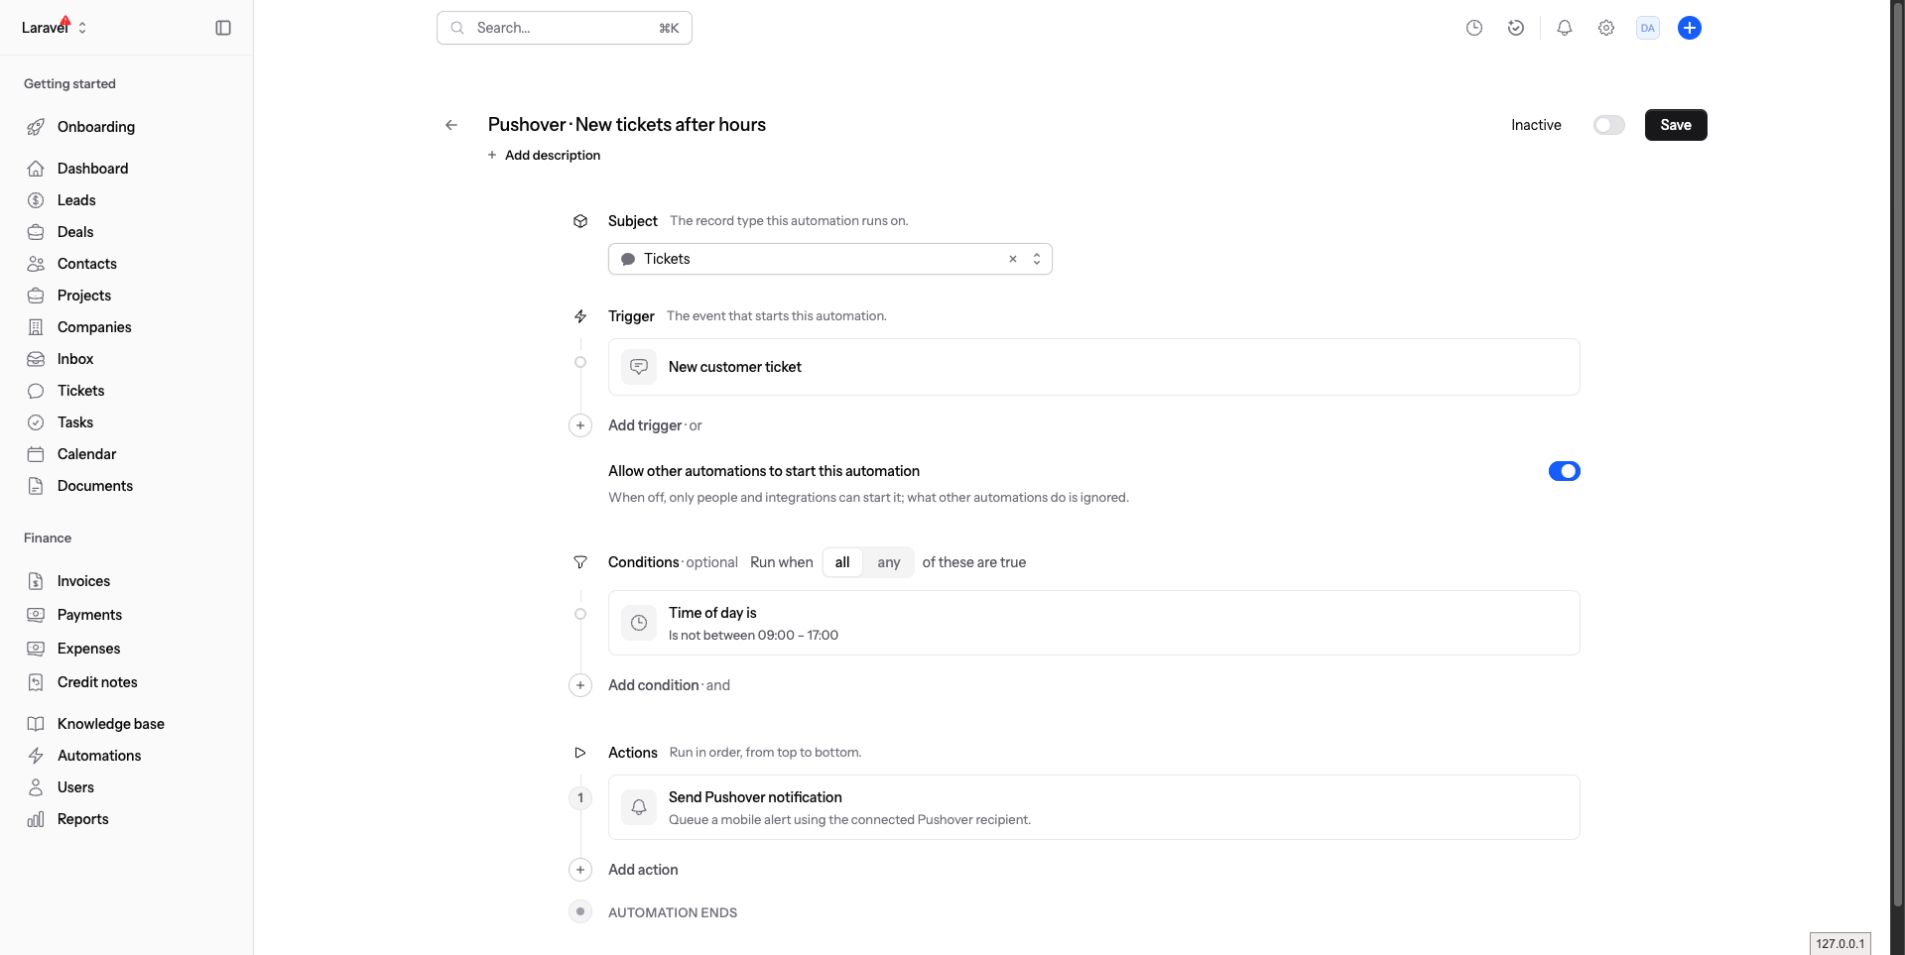 Laravel
Search... ⌘K
DA
Getting started
Onboarding
Dashboard
Leads
Deals
Contacts
Projects
Companies
Inbox
Tickets
Tasks
Calendar
Documents
Finance
Invoices
Payments
Expenses
Credit notes
Knowledge base
Automations
Users
Reports
Pushover · New tickets after hours
Inactive
Save
+ Add description
Subject The record type this automation runs on.
Tickets
Trigger The event that starts this automation.
New customer ticket
Add trigger · or
Allow other automations to start this automation
When off, only people and integrations can start it; what other automations do is ignored.
Conditions · optional Run when all any of these are true
Time of day is
Is not between 09:00 – 17:00
Add condition · and
Actions Run in order, from top to bottom.
1
Send Pushover notification
Queue a mobile alert using the connected Pushover recipient.
Add action
AUTOMATION ENDS
127.0.0.1